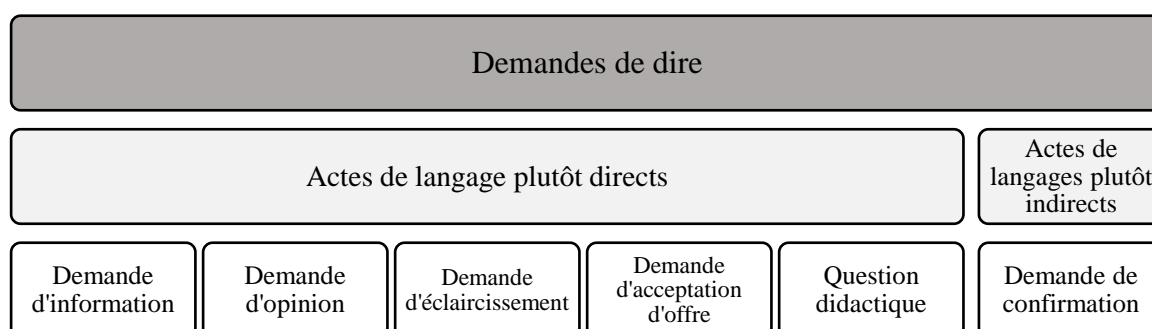 Demandes de dire
Actes de langage plutôt directs
Actes de
langages plutôt
indirects
Demande
d'information
Demande
d'opinion
Demande
d'éclaircissement
Demande
d'acceptation
d'offre
Question
didactique
Demande de
confirmation